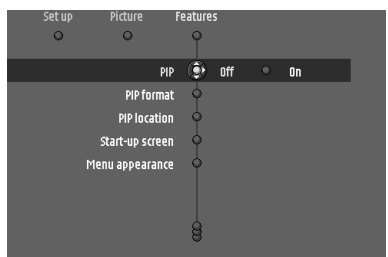 Set up Picture Features
PIP Off On
PIP format
PIP location
Start-up screen
Menu appearance